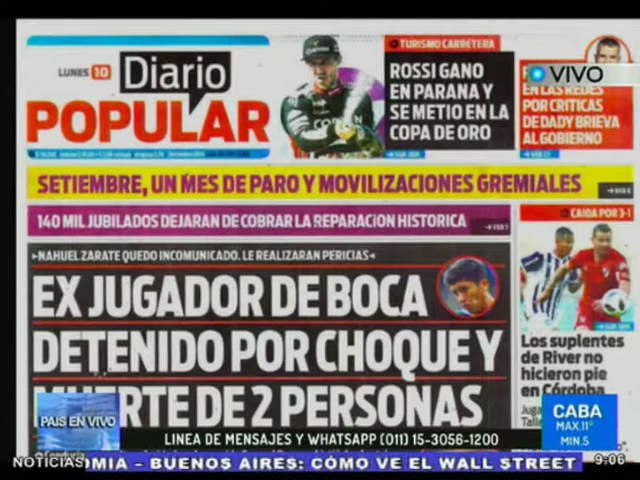 LUNES 10
Diario
POPULAR
TURISMO CARRETERA
ROSSI GANO
EN PARANA Y
SE METIO EN LA
COPA DE ORO
VIVO
EN LAS REDES
POR CRITICAS
DE DADY BRIEVA
AL GOBIERNO
SETIEMBRE, UN MES DE PARO Y MOVILIZACIONES GREMIALES
140 MIL JUBILADOS DEJARAN DE COBRAR LA REPARACION HISTORICA
NAHUEL ZARATE QUEDO INCOMUNICADO. LE REALIZARAN PERICIAS
EX JUGADOR DE BOCA
DETENIDO POR CHOQUE Y
MUERTE DE 2 PERSONAS
CAIDA POR 3-1
Los suplentes
de River no
hicieron pie
en Córdoba
PAIS EN VIVO
LINEA DE MENSAJES Y WHATSAPP (011) 15-3056-1200
CABA
MAX.11°
MIN.5
NOTICIAS OMIA – BUENOS AIRES: CÓMO VE EL WALL STREET
9:06